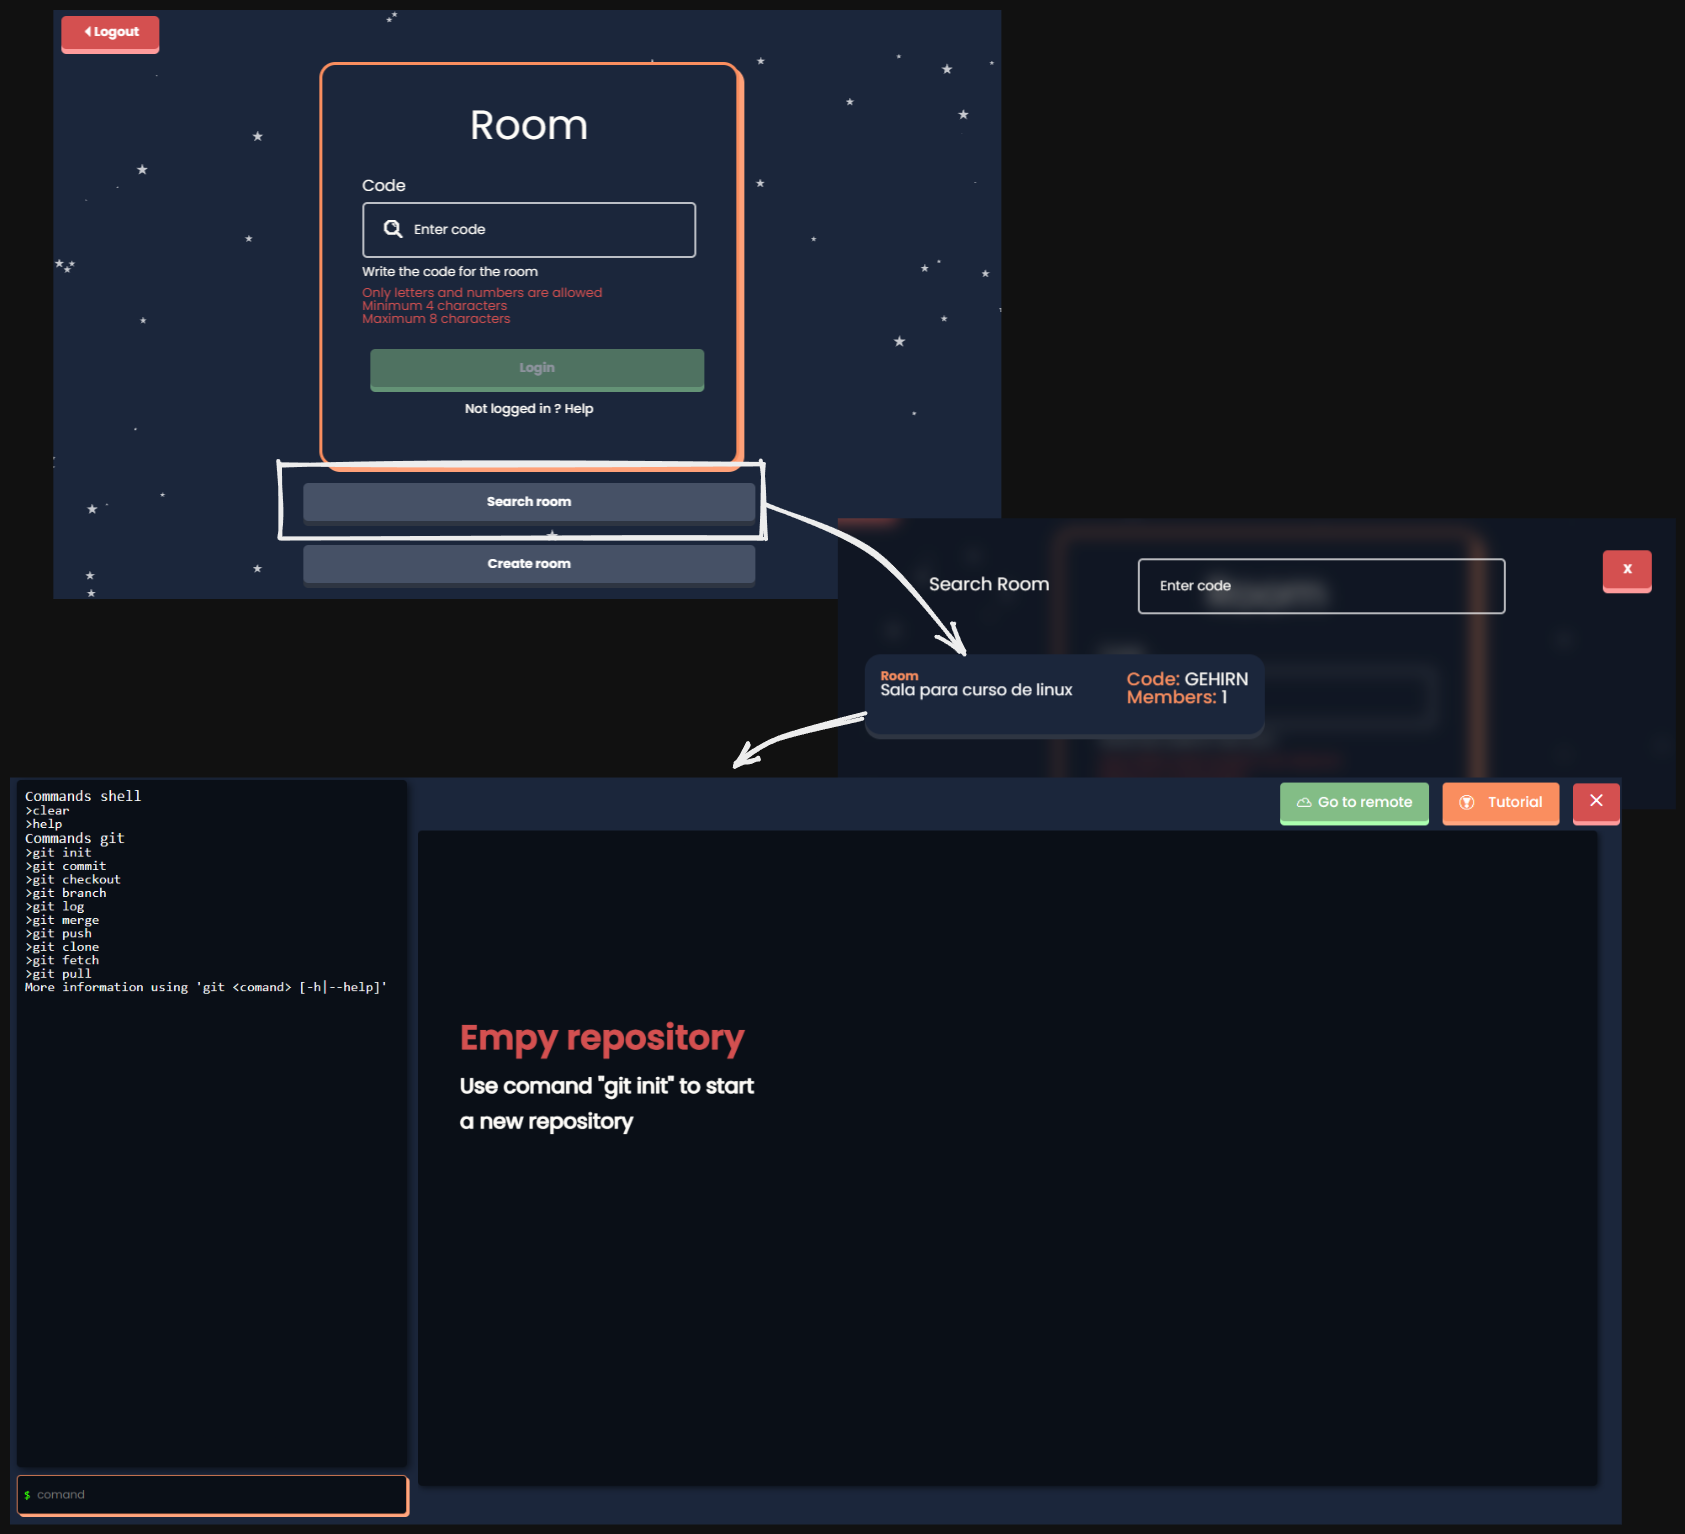 Logout
Room
Code
Enter code
Write the code for the room
Only letters and numbers are allowed
Minimum 4 characters
Maximum 8 characters
Login
Not logged in ? Help
Search room
Create room
Search Room
Enter code
X
Room
Sala para curso de linux
Code: GEHIRN
Members: 1
Go to remote
Tutorial
Commands shell
>clear
>help
Commands git
>git init
>git commit
>git checkout
>git branch
>git log
>git merge
>git push
>git clone
>git fetch
>git pull
More information using 'git <comand> [-h|--help]'
Empy repository
Use comand "git init" to start
a new repository
$ comand